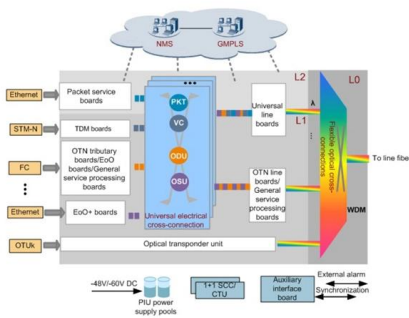 NMS
GMPLS
L2
L0
Ethernet
Packet service
boards
PKT
Universal
line
boards
λ
L1
STM-N
TDM boards
VC
FC
OTN tributary
boards/EoO
boards/General
service processing
boards
ODU
Flexible optical cross-
connections
To line fibe
OSU
OTN line
boards/
General
service
processing
boards
Ethernet
EoO+ boards
Universal electrical
cross-connection
WDM
OTUk
Optical transponder unit
-48V/-60V DC
PIU power
supply pools
1+1 SCC/
CTU
Auxiliary
interface
board
External alarm
Synchronization